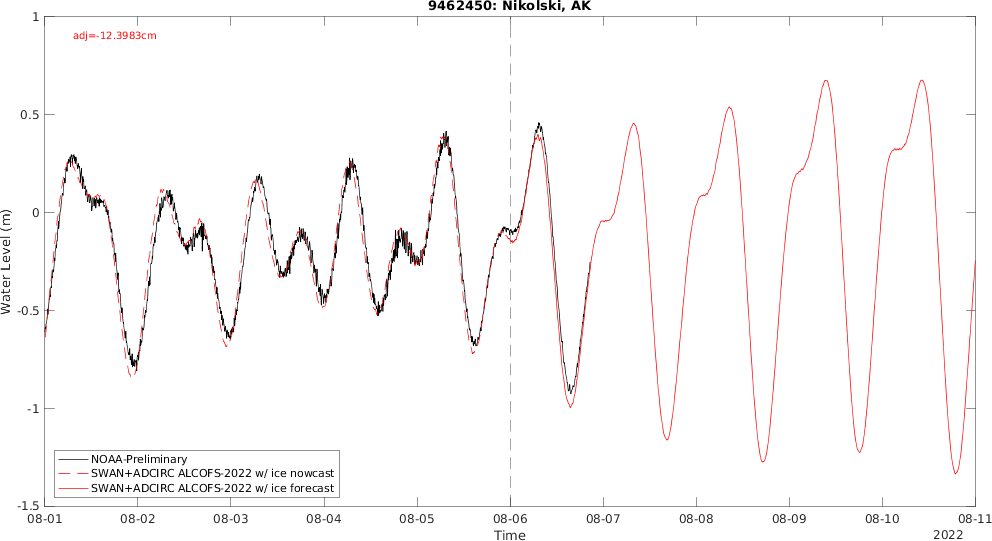 9462450: Nikolski, AK
adj=-12.3983cm
1
0.5
0
-0.5
-1
-1.5
Water Level (m)
NOAA-Preliminary
SWAN+ADCIRC ALCOFS-2022 w/ ice nowcast
SWAN+ADCIRC ALCOFS-2022 w/ ice forecast
08-01 08-02 08-03 08-04 08-05 08-06 08-07 08-08 08-09 08-10 08-11
Time
2022